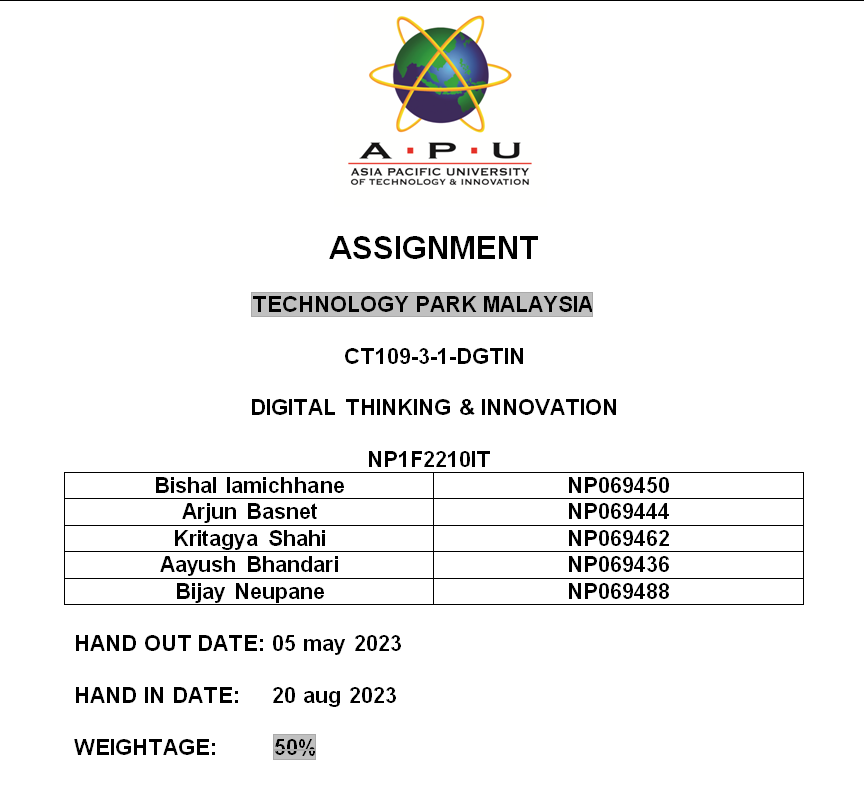 A · P · U
ASIA PACIFIC UNIVERSITY
OF TECHNOLOGY & INNOVATION
ASSIGNMENT
TECHNOLOGY PARK MALAYSIA
CT109-3-1-DGTIN
DIGITAL THINKING & INNOVATION
NP1F2210IT
Bishal lamichhane NP069450
Arjun Basnet NP069444
Kritagya Shahi NP069462
Aayush Bhandari NP069436
Bijay Neupane NP069488
HAND OUT DATE: 05 may 2023
HAND IN DATE: 20 aug 2023
WEIGHTAGE: 50%